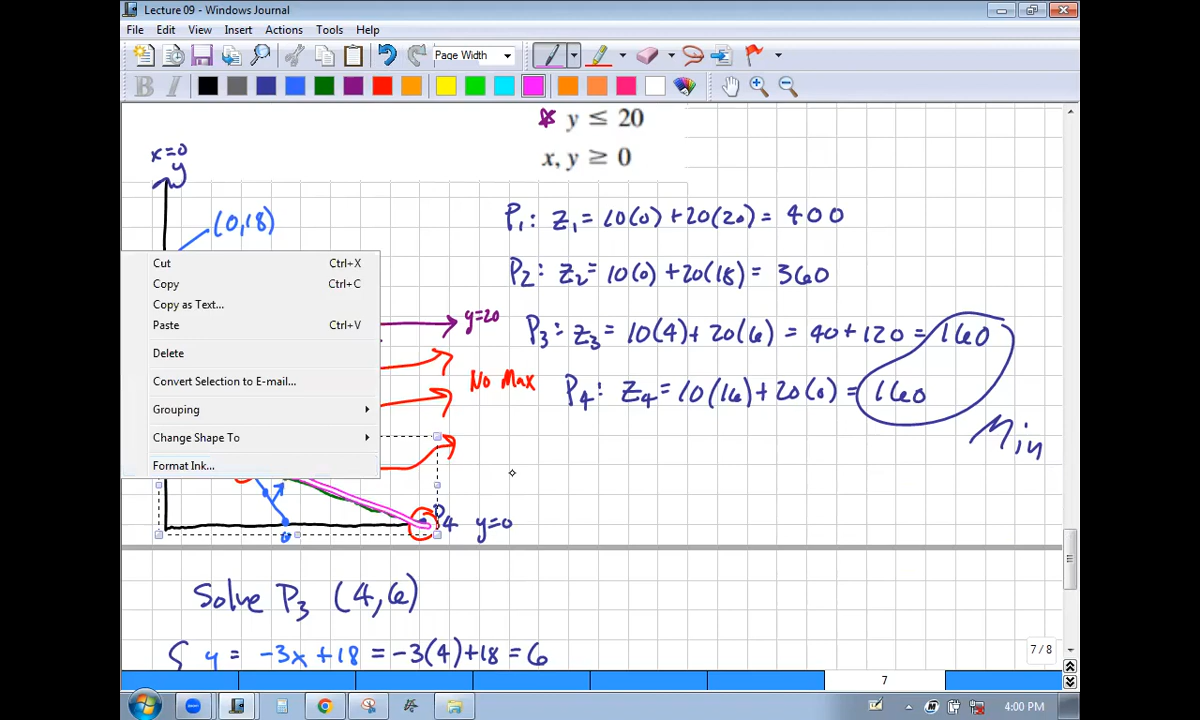 Lecture 09 - Windows Journal
File Edit View Insert Actions Tools Help
Page Width
B I U
* y ≤ 20
x, y ≥ 0
x=0
y
(0,18)
P1: z1 = 10(0) + 20(20) = 400
P2: z2 = 10(0) + 20(18) = 360
P3: z3 = 10(4) + 20(6) = 40 + 120 = 160
P4: z4 = 10(16) + 20(0) = 160
Min
y=20
No Max
Cut Ctrl+X
Copy Ctrl+C
Copy as Text...
Paste Ctrl+V
Delete
Convert Selection to E-mail...
Grouping
Change Shape To
Format Ink...
P4 y=0
Solve P3 (4,6)
{ y = -3x + 18 = -3(4) + 18 = 6
7 / 8
7
4:00 PM